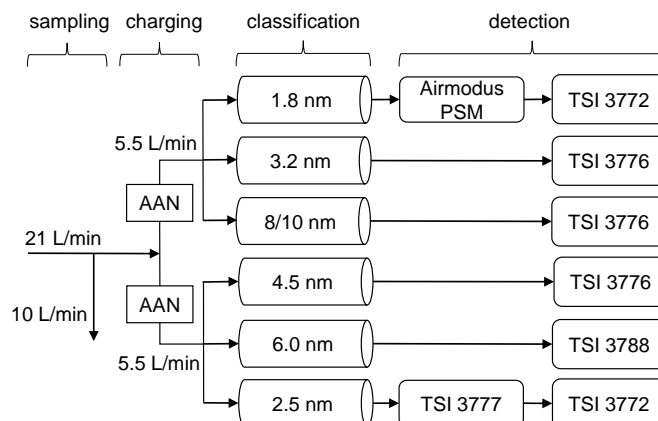 sampling charging classification detection
1.8 nm
Airmodus
PSM
TSI 3772
5.5 L/min
3.2 nm
TSI 3776
AAN
8/10 nm
TSI 3776
21 L/min
4.5 nm
TSI 3776
10 L/min
AAN
6.0 nm
TSI 3788
5.5 L/min
2.5 nm
TSI 3777
TSI 3772